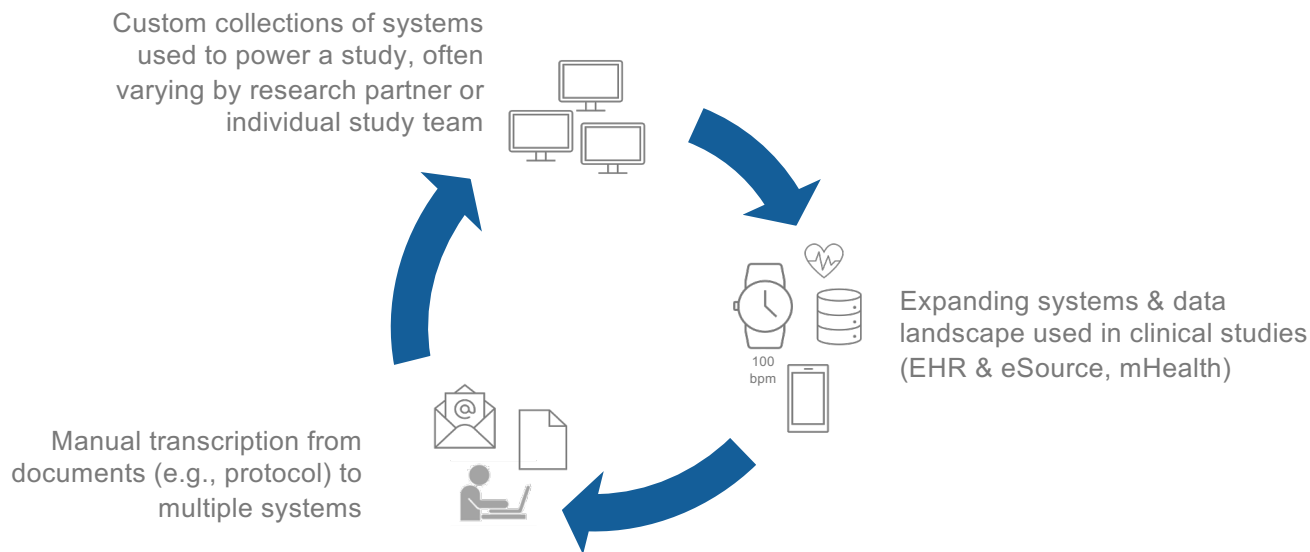 Custom collections of systems
used to power a study, often
varying by research partner or
individual study team
Expanding systems & data
landscape used in clinical studies
(EHR & eSource, mHealth)
100
bpm
@
Manual transcription from
documents (e.g., protocol) to
multiple systems